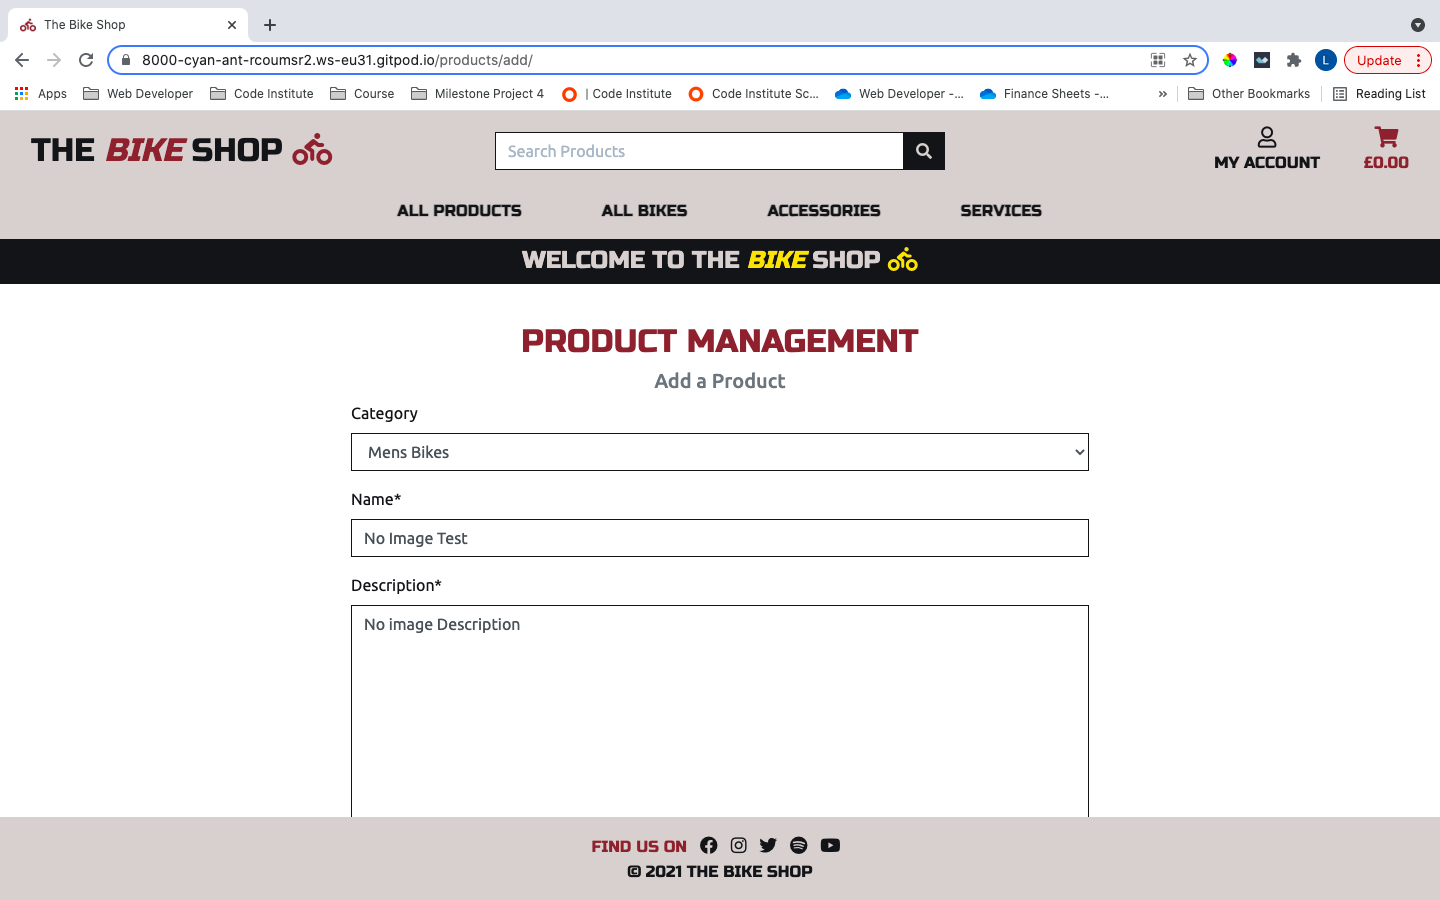 The Bike Shop
8000-cyan-ant-rcoumsr2.ws-eu31.gitpod.io/products/add/
L
Update
Apps
Web Developer
Code Institute
Course
Milestone Project 4
| Code Institute
Code Institute Sc...
Web Developer -...
Finance Sheets -...
»
Other Bookmarks
Reading List
THE BIKE SHOP
Search Products
MY ACCOUNT
£0.00
ALL PRODUCTS
ALL BIKES
ACCESSORIES
SERVICES
WELCOME TO THE BIKE SHOP
PRODUCT MANAGEMENT
Add a Product
Category
Mens Bikes
Name*
No Image Test
Description*
No image Description
FIND US ON
© 2021 THE BIKE SHOP